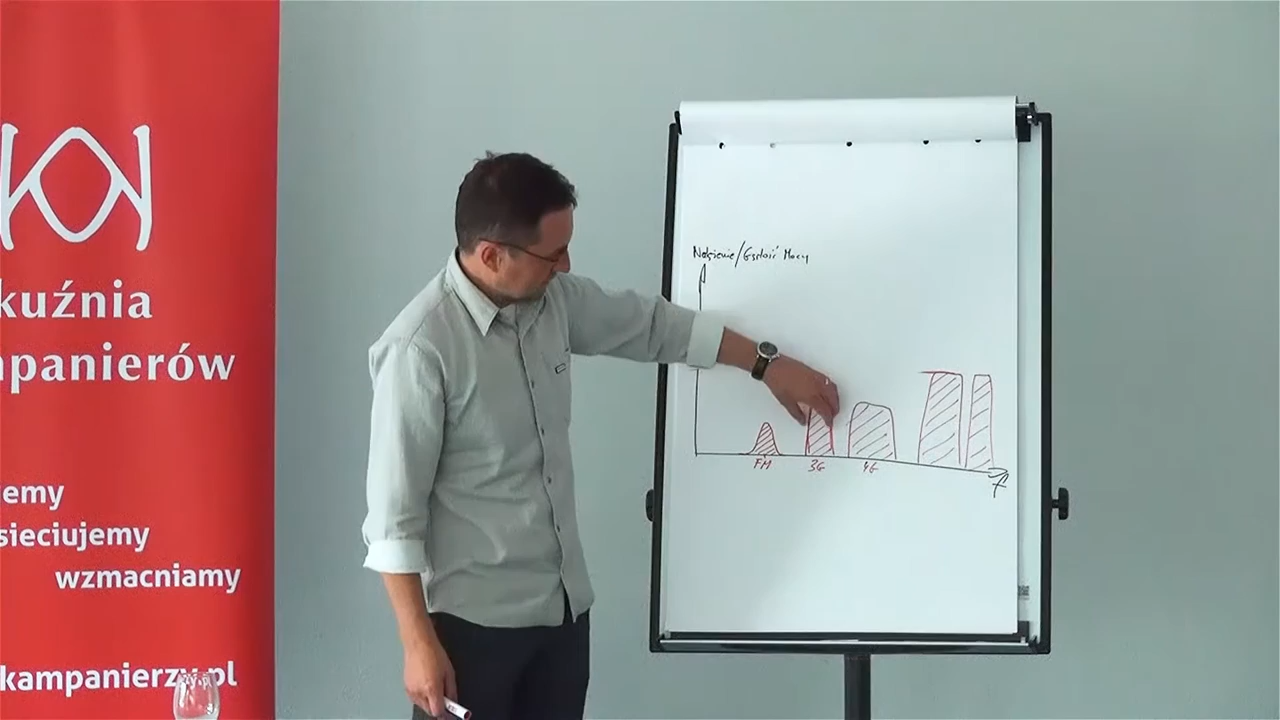 kuźnia
mpanierów
jemy
sieciujemy
wzmacniamy
kampanierzy.pl
Natężenie/Gęstość Mocy
FM 3G 4G
f